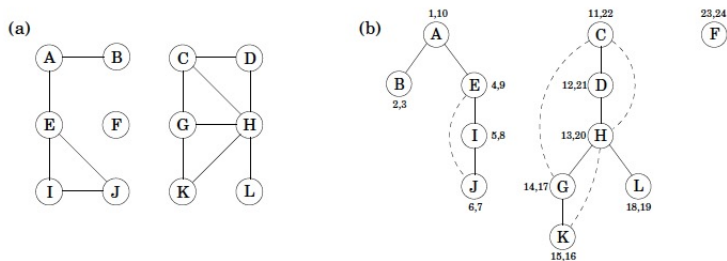 (a)
A B
E F
I J
C D
G H
K L
(b)
1,10
A
B
2,3
E 4,9
I 5,8
J
6,7
11,22
C
12,21 D
13,20 H
14,17 G
L
18,19
K
15,16
23,24
F